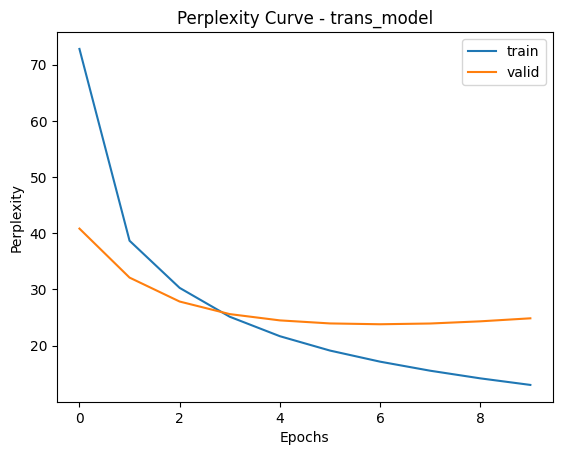 Perplexity Curve - trans_model
train
valid
70
60
50
40
30
20
Perplexity
0 2 4 6 8
Epochs